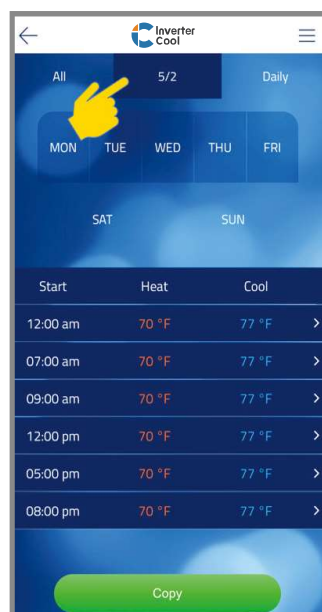 Inverter
Cool
All 5/2 Daily
MON TUE WED THU FRI
SAT SUN
Start Heat Cool
12:00 am 70 °F 77 °F
07:00 am 70 °F 77 °F
09:00 am 70 °F 77 °F
12:00 pm 70 °F 77 °F
05:00 pm 70 °F 77 °F
08:00 pm 70 °F 77 °F
Copy